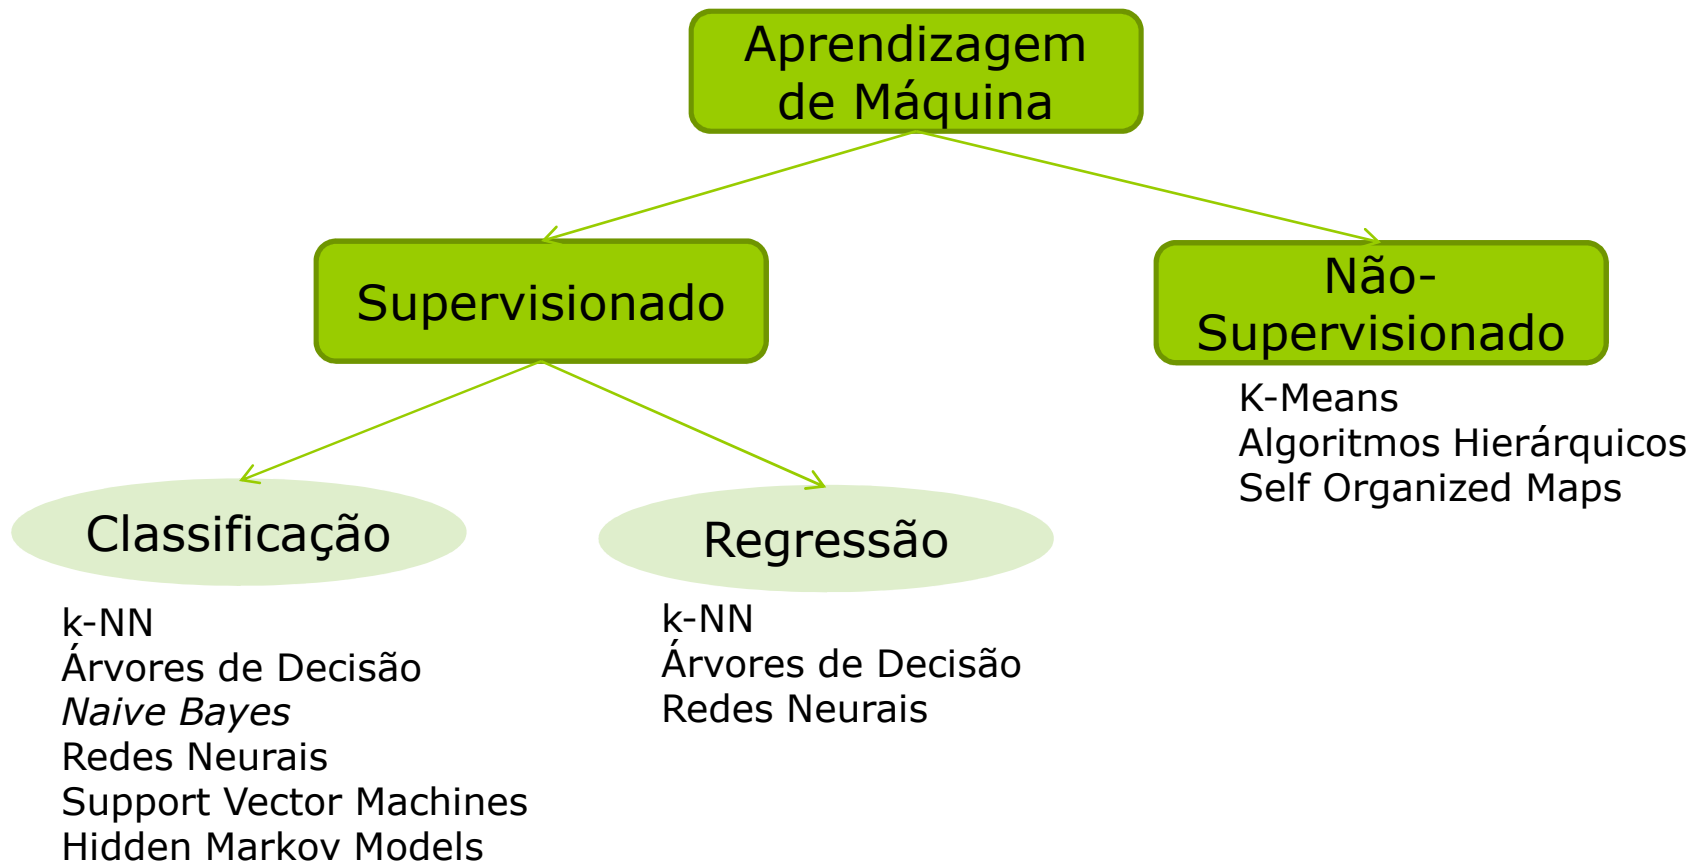 Aprendizagem
de Máquina
Supervisionado
Não-
Supervisionado
K-Means
Algoritmos Hierárquicos
Self Organized Maps
Classificação
k-NN
Árvores de Decisão
Naive Bayes
Redes Neurais
Support Vector Machines
Hidden Markov Models
Regressão
k-NN
Árvores de Decisão
Redes Neurais